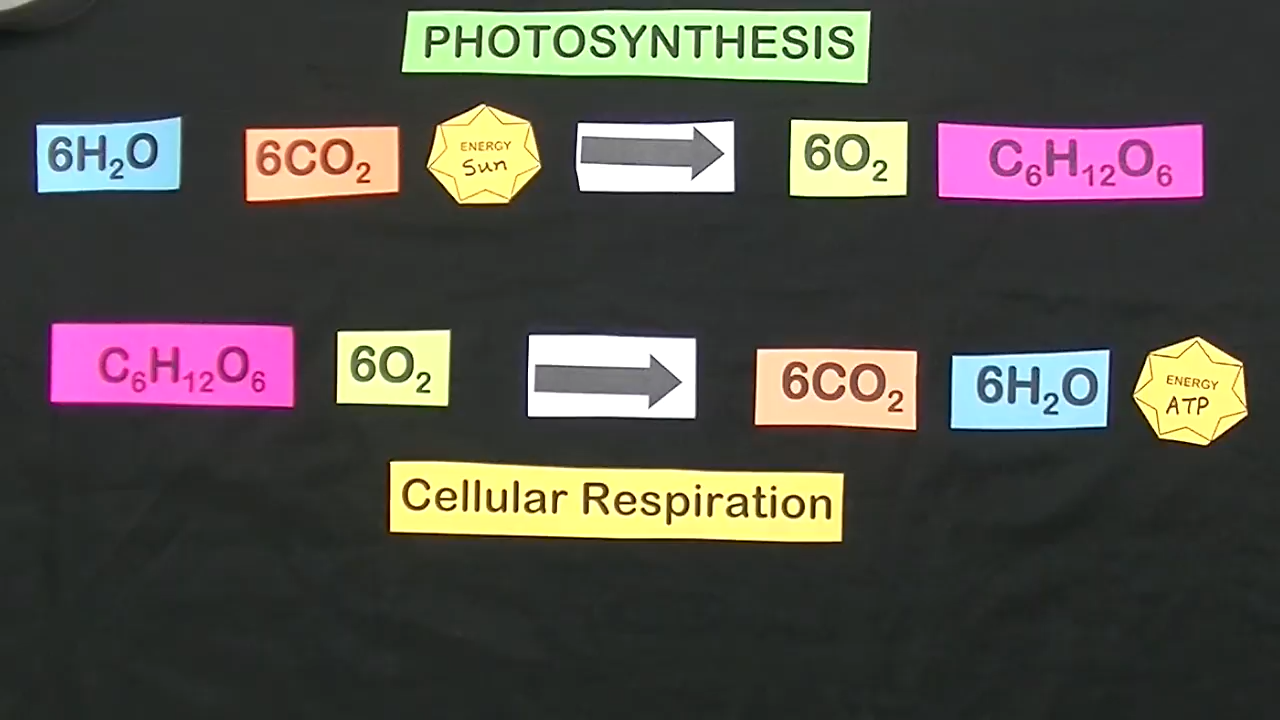 PHOTOSYNTHESIS
6H₂O 6CO₂ ENERGY Sun 6O₂ C₆H₁₂O₆
C₆H₁₂O₆ 6O₂ 6CO₂ 6H₂O ENERGY ATP
Cellular Respiration